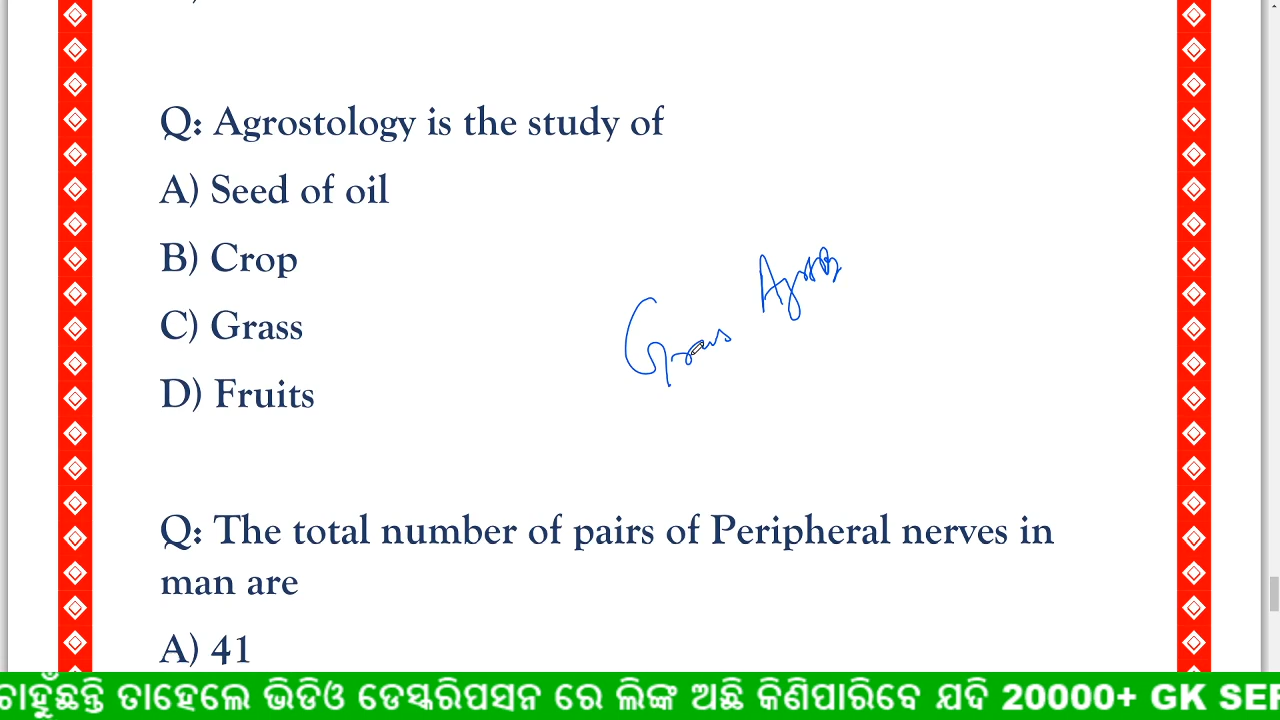 Q: Agrostology is the study of
A) Seed of oil
B) Crop
C) Grass
D) Fruits
Grass
Q: The total number of pairs of Peripheral nerves in
man are
A) 41
ଚାହୁଁଛନ୍ତି ତାହେଲେ ଭିଡିଓ ଡେସ୍କରିପସନ ରେ ଲିଙ୍କ ଅଛି କିଣିପାରିବେ ଯଦି 20000+ GK SER